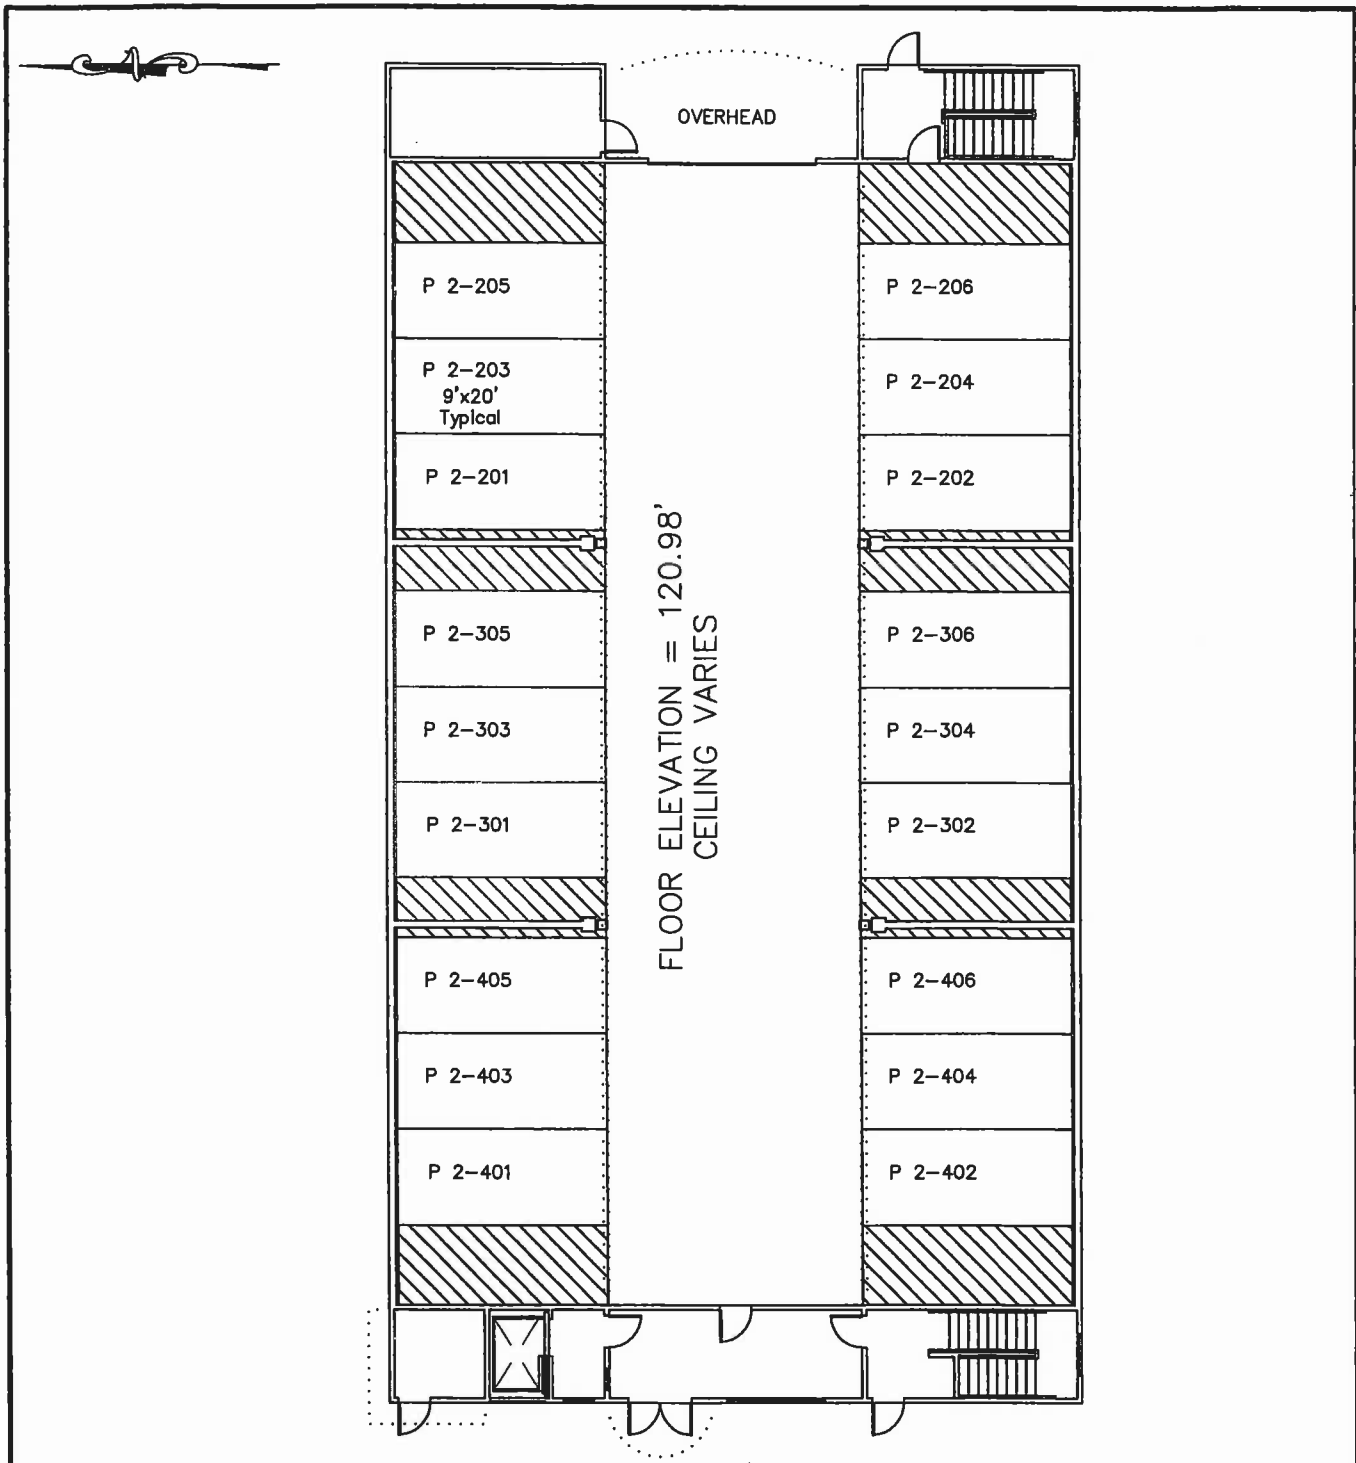 N
OVERHEAD
P 2-205
P 2-206
P 2-203
9'x20'
Typical
P 2-204
P 2-201
P 2-202
FLOOR ELEVATION = 120.98'
CEILING VARIES
P 2-305
P 2-306
P 2-303
P 2-304
P 2-301
P 2-302
P 2-405
P 2-406
P 2-403
P 2-404
P 2-401
P 2-402